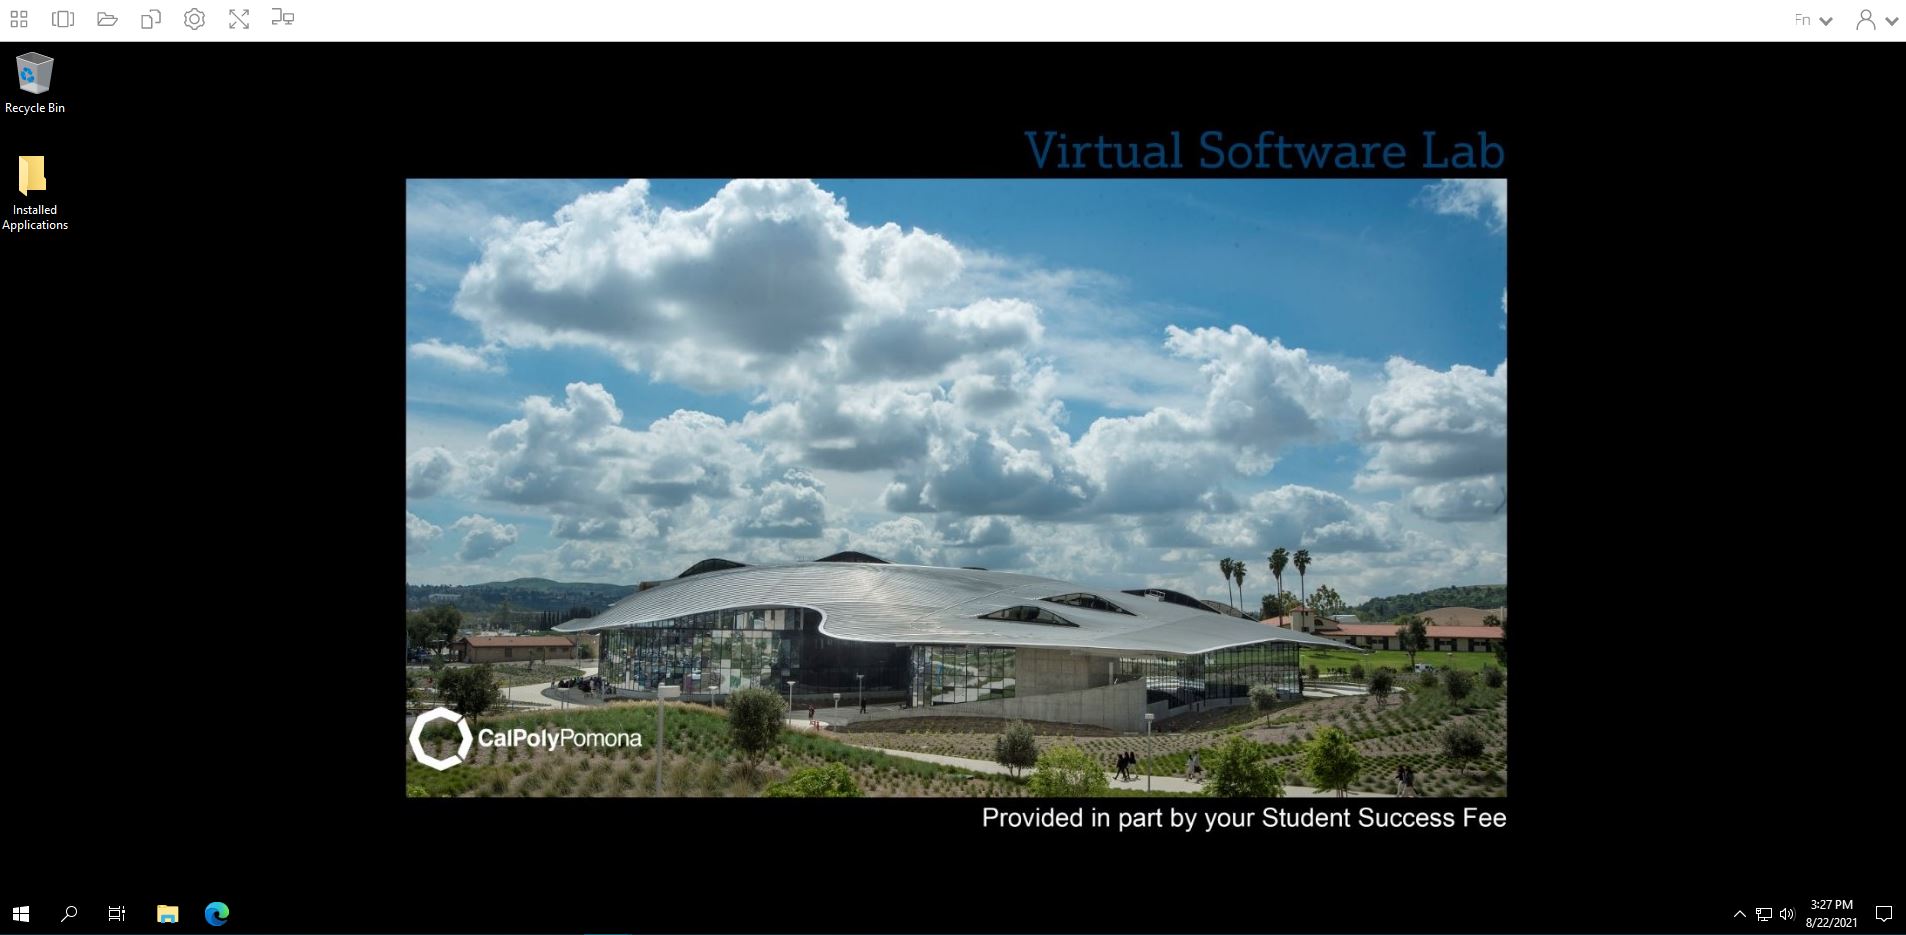 Fn
Recycle Bin
Installed
Applications
Virtual Software Lab
CalPolyPomona
Provided in part by your Student Success Fee
3:27 PM
8/22/2021